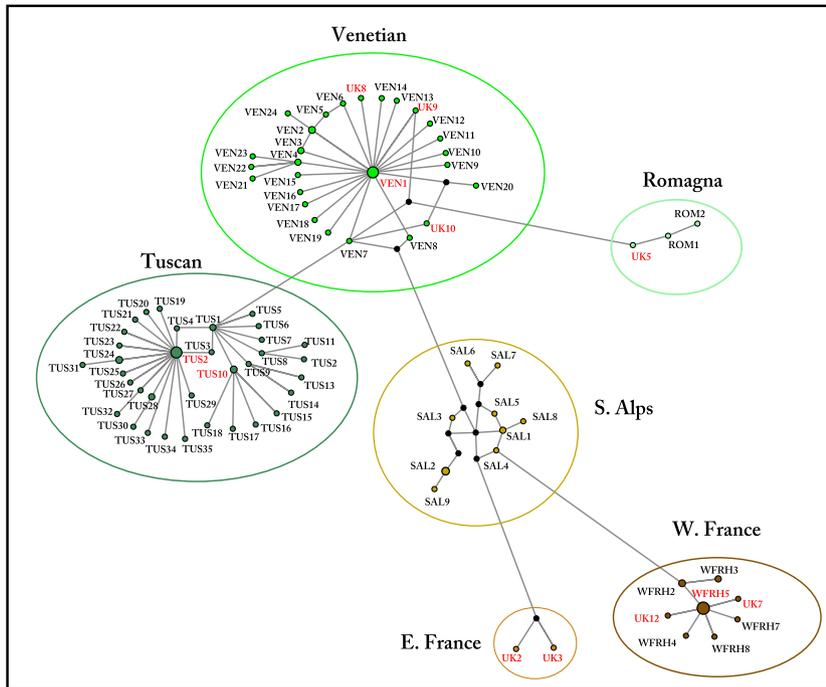 Venetian
VEN6
UK8
VEN14
VEN13
VEN24
VEN5
UK9
VEN12
VEN2
VEN11
VEN3
VEN10
VEN23
VEN4
VEN9
VEN22
VEN21
VEN15
VEN1
VEN20
VEN16
VEN17
VEN18
UK10
VEN19
VEN7
VEN8
Romagna
ROM2
ROM1
UK5
Tuscan
TUS20
TUS19
TUS21
TUS5
TUS22
TUS4
TUS1
TUS6
TUS23
TUS3
TUS7
TUS11
TUS24
TUS2
TUS8
TUS2
TUS31
TUS25
TUS10
TUS9
TUS26
TUS13
TUS27
TUS28
TUS29
TUS14
TUS32
TUS15
TUS30
TUS18
TUS16
TUS33
TUS17
TUS34
TUS35
SAL6
SAL7
S. Alps
SAL5
SAL3
SAL8
SAL1
SAL2
SAL4
SAL9
W. France
WFRH3
WFRH2
WFRH5
UK7
UK12
WFRH7
WFRH4
WFRH8
E. France
UK2
UK3